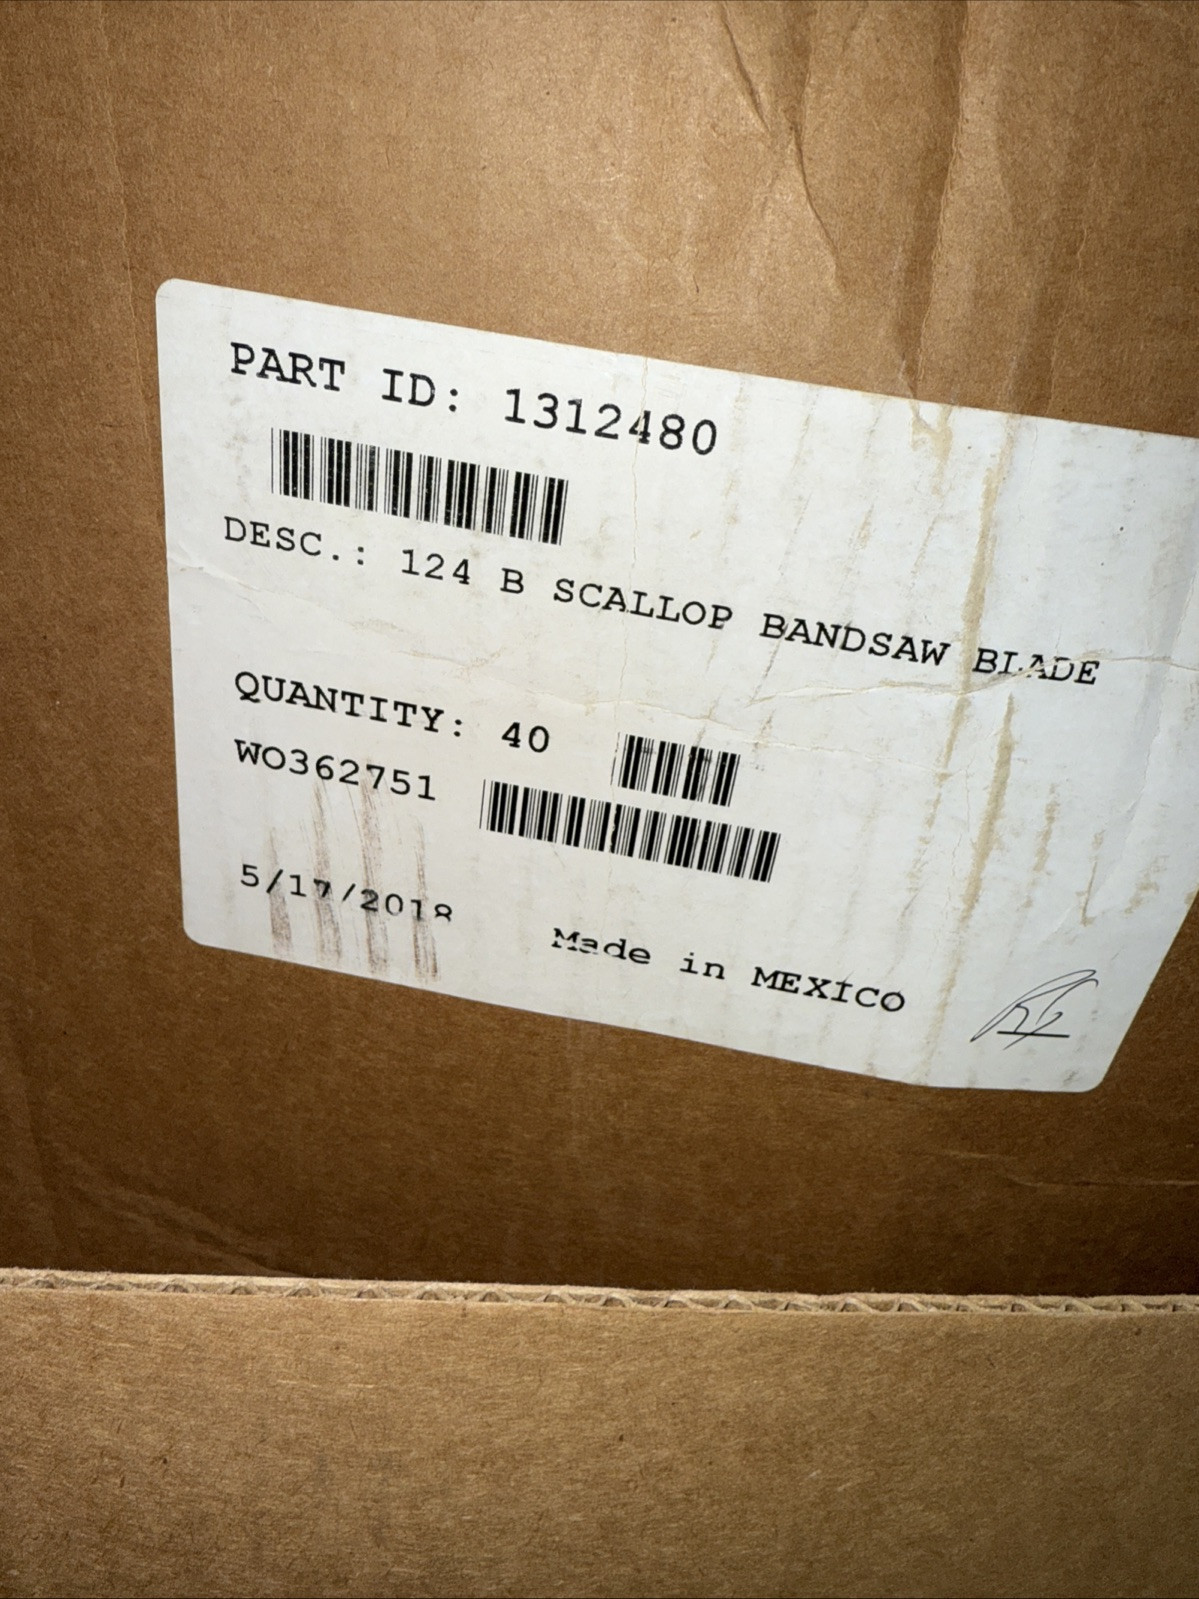 PART ID: 1312480
DESC.: 124 B SCALLOP BANDSAW BLADE
QUANTITY: 40
WO362751
5/17/2018
Made in MEXICO